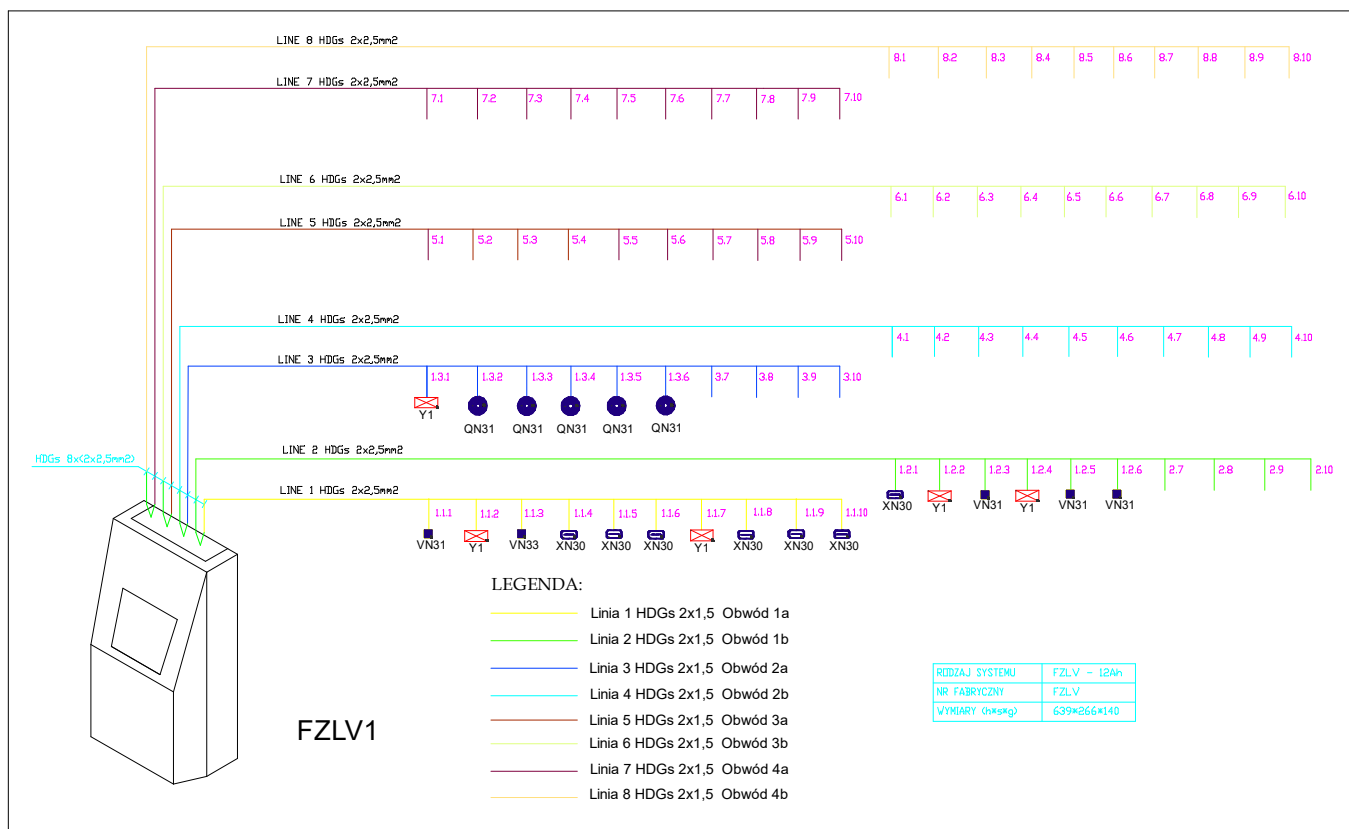 LINE 8 HDGs 2x2,5mm2
8.1 8.2 8.3 8.4 8.5 8.6 8.7 8.8 8.9 8.10
LINE 7 HDGs 2x2,5mm2
7.1 7.2 7.3 7.4 7.5 7.6 7.7 7.8 7.9 7.10
LINE 6 HDGs 2x2,5mm2
6.1 6.2 6.3 6.4 6.5 6.6 6.7 6.8 6.9 6.10
LINE 5 HDGs 2x2,5mm2
5.1 5.2 5.3 5.4 5.5 5.6 5.7 5.8 5.9 5.10
LINE 4 HDGs 2x2,5mm2
4.1 4.2 4.3 4.4 4.5 4.6 4.7 4.8 4.9 4.10
LINE 3 HDGs 2x2,5mm2
1.3.1 1.3.2 1.3.3 1.3.4 1.3.5 1.3.6 3.7 3.8 3.9 3.10
Y1 QN31 QN31 QN31 QN31 QN31
LINE 2 HDGs 2x2,5mm2
HDGs 8x(2x2,5mm2)
1.2.1 1.2.2 1.2.3 1.2.4 1.2.5 1.2.6 2.7 2.8 2.9 2.10
XN30 Y1 VN31 Y1 VN31 VN31
LINE 1 HDGs 2x2,5mm2
1.1.1 1.1.2 1.1.3 1.1.4 1.1.5 1.1.6 1.1.7 1.1.8 1.1.9 1.1.10
VN31 Y1 VN33 XN30 XN30 XN30 Y1 XN30 XN30 XN30
LEGENDA:
Linia 1 HDGs 2x1,5 Obwód 1a
Linia 2 HDGs 2x1,5 Obwód 1b
Linia 3 HDGs 2x1,5 Obwód 2a
Linia 4 HDGs 2x1,5 Obwód 2b
Linia 5 HDGs 2x1,5 Obwód 3a
Linia 6 HDGs 2x1,5 Obwód 3b
Linia 7 HDGs 2x1,5 Obwód 4a
Linia 8 HDGs 2x1,5 Obwód 4b
FZLV1
RODZAJ SYSTEMU FZLV - 12Ah
NR FABRYCZNY FZLV
WYMIARY (h*s*g) 639*266*140